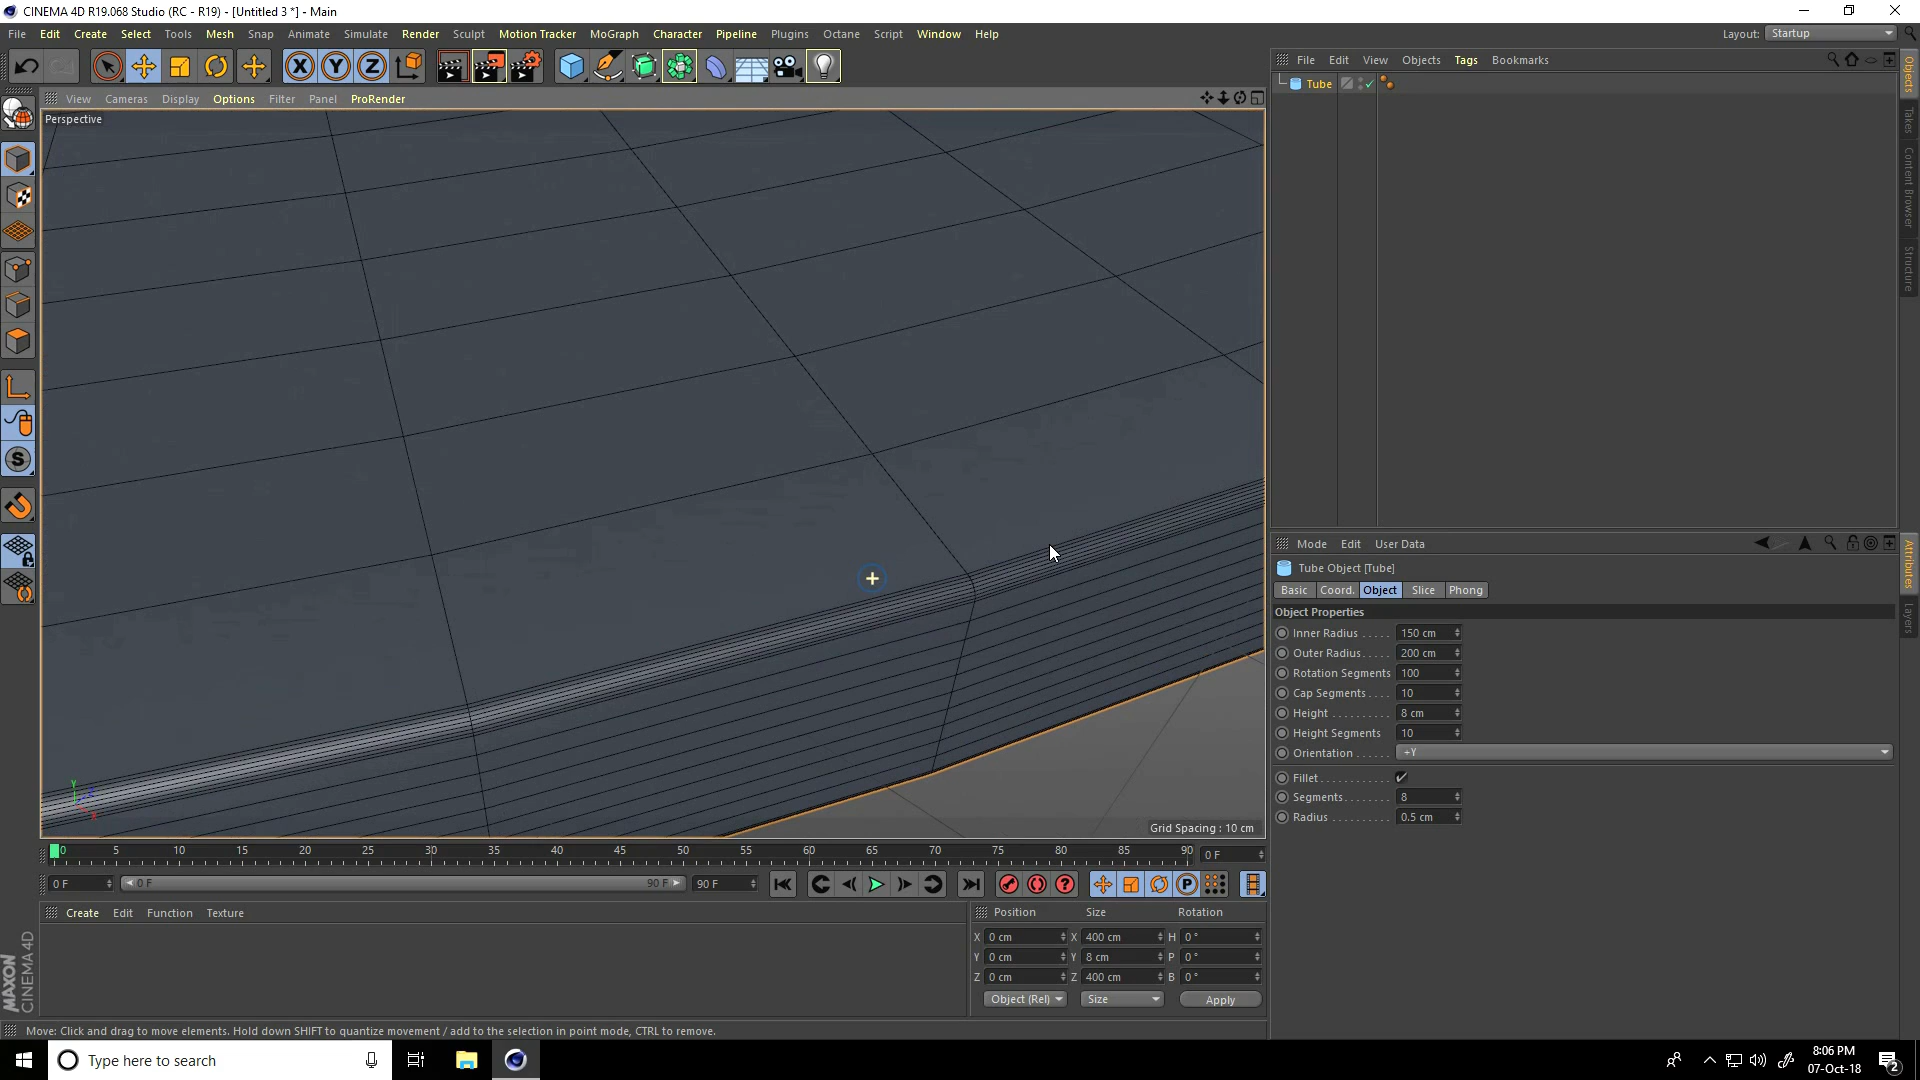 CINEMA 4D R19.068 Studio (RC - R19) - [Untitled 3 *] - Main
File Edit Create Select Tools Mesh Snap Animate Simulate Render Sculpt Motion Tracker MoGraph Character Pipeline Plugins Octane Script Window Help
Layout: Startup
X Y Z
File Edit View Objects Tags Bookmarks
View Cameras Display Options Filter Panel ProRender
Tube
Perspective
Objects
Takes
Content Browser
Structure
Mode Edit User Data
Attributes
Layers
Tube Object [Tube]
Basic Coord. Object Slice Phong
Object Properties
Inner Radius ..... 150 cm
Outer Radius..... 200 cm
Rotation Segments 100
Cap Segments .... 10
Height .......... 8 cm
Height Segments 10
Orientation ...... +Y
Fillet............
Segments........ 8
Radius .......... 0.5 cm
Y
Grid Spacing : 10 cm
0 5 10 15 20 25 30 35 40 45 50 55 60 65 70 75 80 85 90
0 F
0 F 0 F 90 F 90 F
P
Create Edit Function Texture
Position Size Rotation
X 0 cm X 400 cm H 0 °
Y 0 cm Y 8 cm P 0 °
Z 0 cm Z 400 cm B 0 °
Object (Rel) Size Apply
MAXON
CINEMA 4D
Move: Click and drag to move elements. Hold down SHIFT to quantize movement / add to the selection in point mode, CTRL to remove.
Type here to search
8:06 PM
07-Oct-18
2